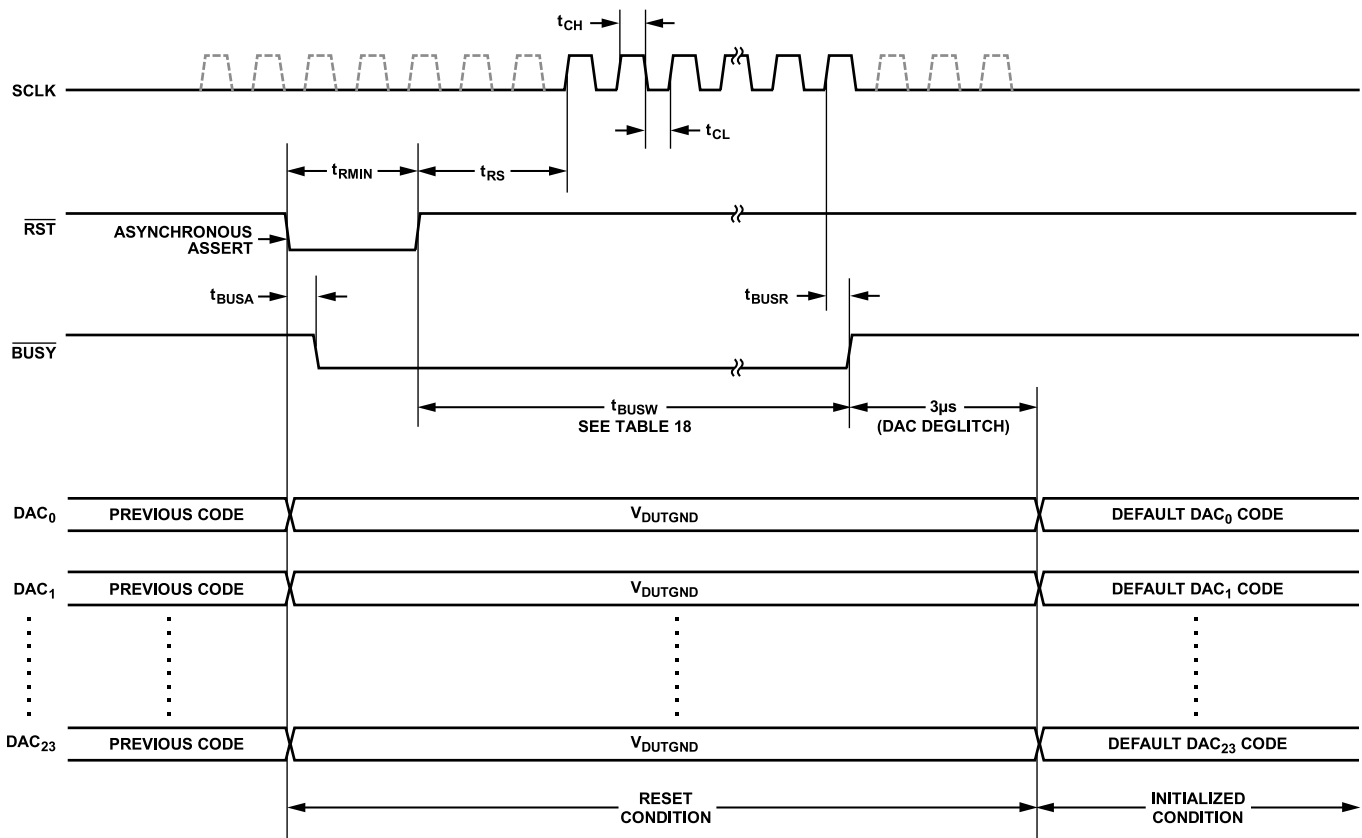 tCH
SCLK
tCL
tRMIN
tRS
RST
ASYNCHRONOUS
ASSERT
tBUSA
tBUSR
BUSY
tBUSW
SEE TABLE 18
3µs
(DAC DEGLITCH)
DAC0 PREVIOUS CODE VDUTGND DEFAULT DAC0 CODE
DAC1 PREVIOUS CODE VDUTGND DEFAULT DAC1 CODE
DAC23 PREVIOUS CODE VDUTGND DEFAULT DAC23 CODE
RESET
CONDITION
INITIALIZED
CONDITION